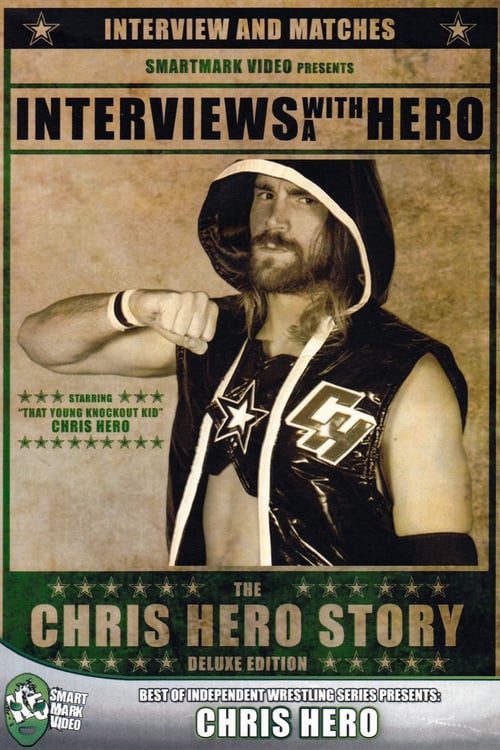 INTERVIEW AND MATCHES
SMARTMARK VIDEO PRESENTS
INTERVIEWS WITH A HERO
STARRING
"THAT YOUNG KNOCKOUT KID"
CHRIS HERO
CH
THE
CHRIS HERO STORY
DELUXE EDITION
SMART
MARK
VIDEO
BEST OF INDEPENDENT WRESTLING SERIES PRESENTS:
CHRIS HERO